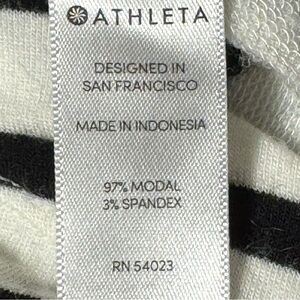 ATHLETA
DESIGNED IN
SAN FRANCISCO
MADE IN INDONESIA
97% MODAL
3% SPANDEX
RN 54023